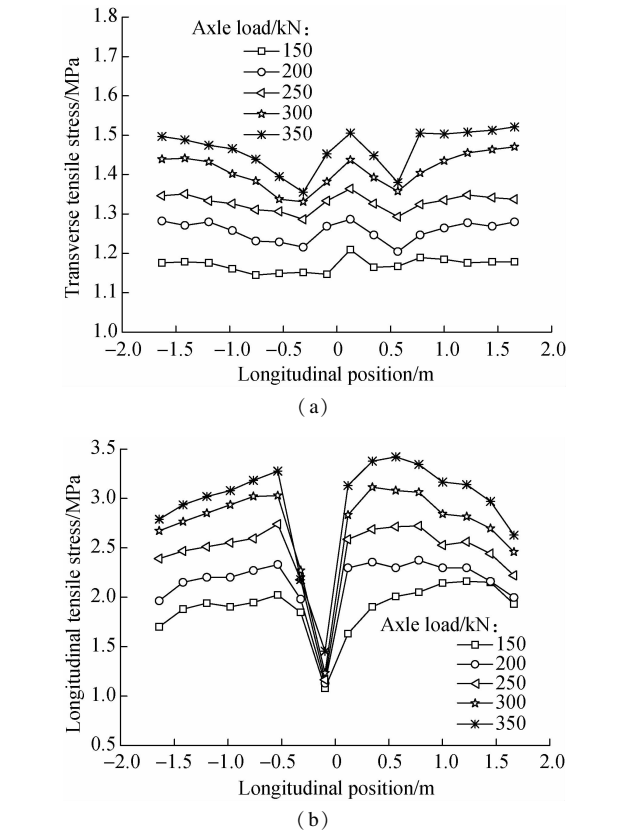 1.8
Axle load/kN:
150
1.7
200
250
1.6
300
350
1.5
1.4
1.3
1.2
1.1
1.0
Transverse tensile stress/MPa
−2.0 −1.5 −1.0 −0.5 0 0.5 1.0 1.5 2.0
Longitudinal position/m
(a)
3.5
3.0
2.5
2.0
1.5
1.0
0.5
Longitudinal tensile stress/MPa
Axle load/kN:
150
200
250
300
350
−2.0 −1.5 −1.0 −0.5 0 0.5 1.0 1.5 2.0
Longitudinal position/m
(b)